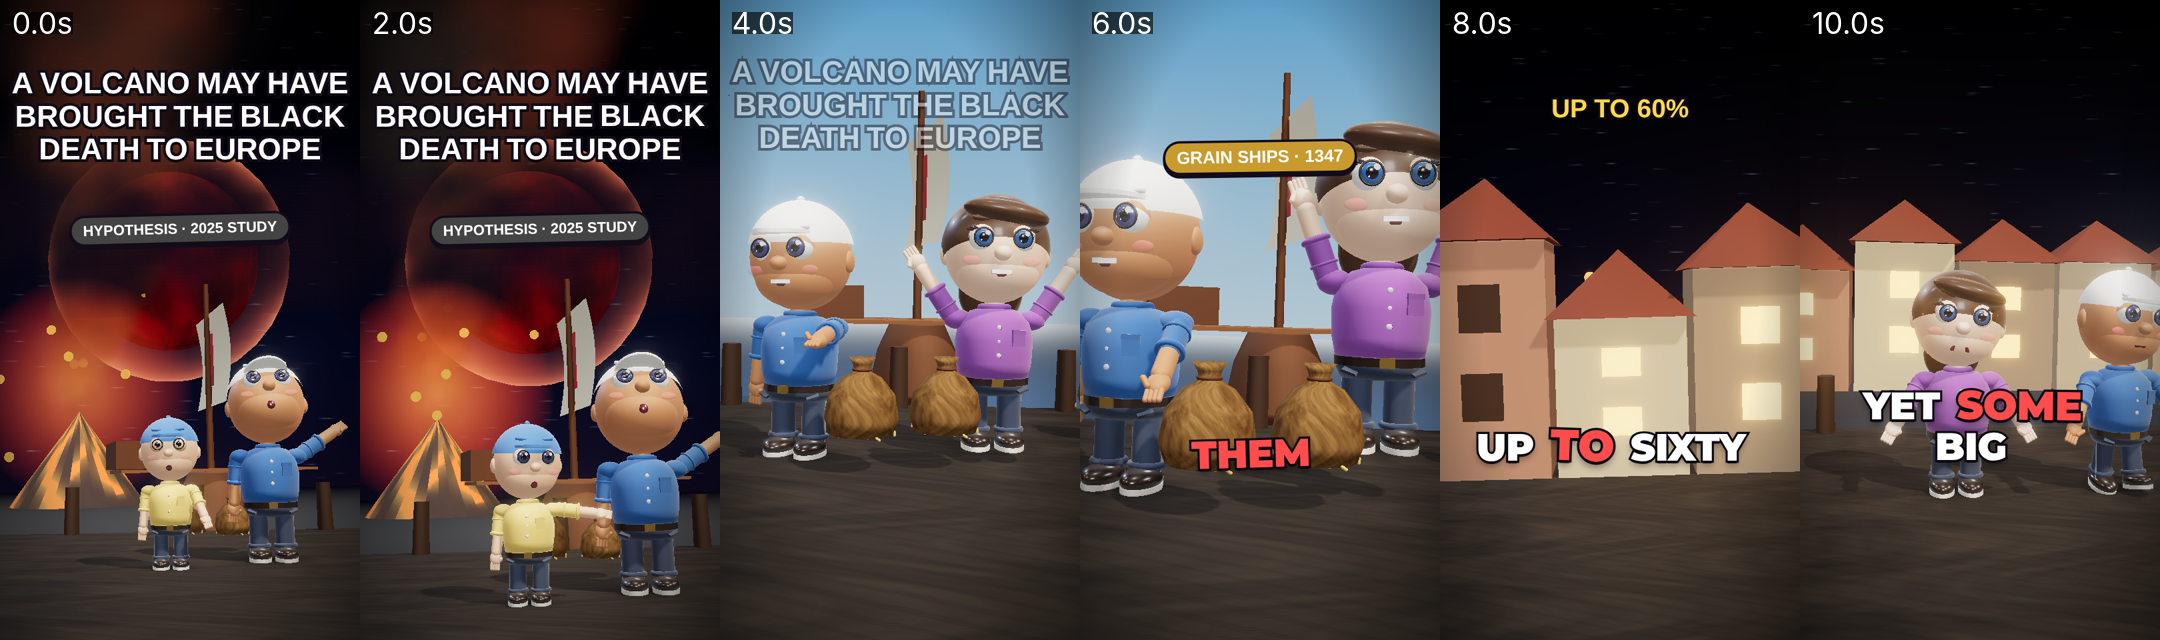 0.0s
A VOLCANO MAY HAVE
BROUGHT THE BLACK
DEATH TO EUROPE
HYPOTHESIS · 2025 STUDY
2.0s
A VOLCANO MAY HAVE
BROUGHT THE BLACK
DEATH TO EUROPE
HYPOTHESIS · 2025 STUDY
4.0s
A VOLCANO MAY HAVE
BROUGHT THE BLACK
DEATH TO EUROPE
6.0s
GRAIN SHIPS · 1347
THEM
8.0s
UP TO 60%
UP TO SIXTY
10.0s
YET SOME
BIG